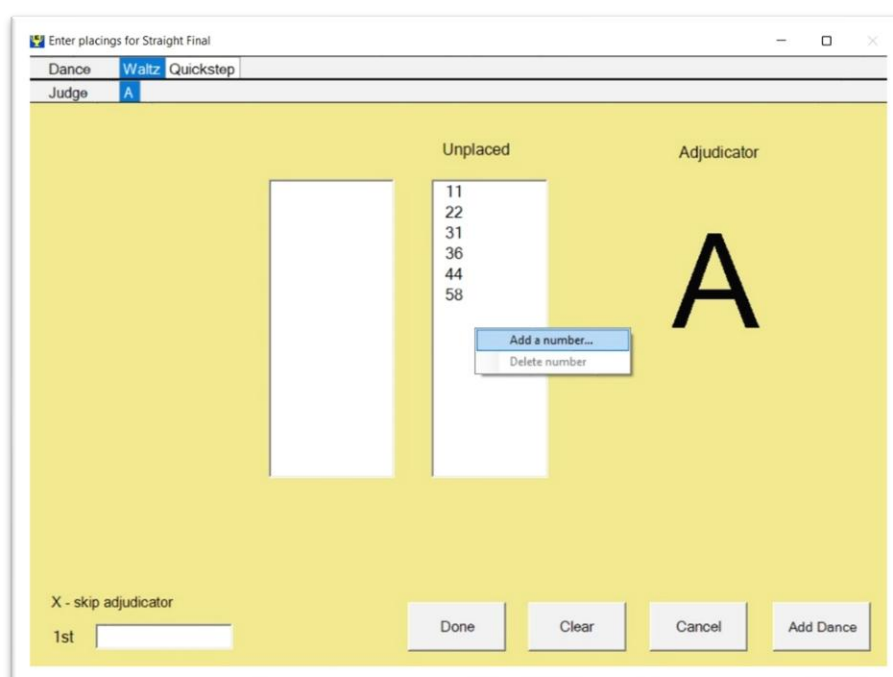 Enter placings for Straight Final
Dance Waltz Quickstep
Judge A
Unplaced
Adjudicator
11
22
31
36
44
58
A
Add a number...
Delete number
X - skip adjudicator
1st
Done Clear Cancel Add Dance